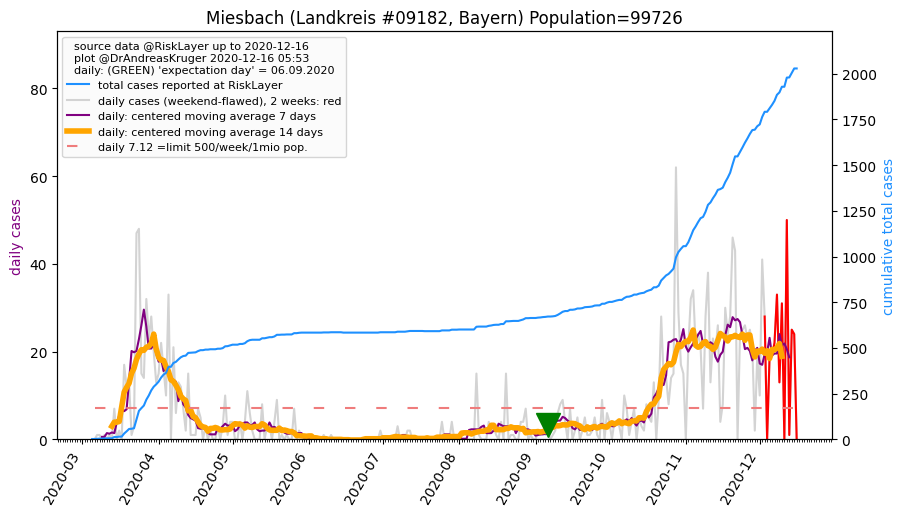 Miesbach (Landkreis #09182, Bayern) Population=99726
source data @RiskLayer up to 2020-12-16
plot @DrAndreasKruger 2020-12-16 05:53
daily: (GREEN) 'expectation day' = 06.09.2020
total cases reported at RiskLayer
daily cases (weekend-flawed), 2 weeks: red
daily: centered moving average 7 days
daily: centered moving average 14 days
daily 7.12 =limit 500/week/1mio pop.
daily cases
80
60
40
20
0
cumulative total cases
2000
1750
1500
1250
1000
750
500
250
0
2020-03
2020-04
2020-05
2020-06
2020-07
2020-08
2020-09
2020-10
2020-11
2020-12